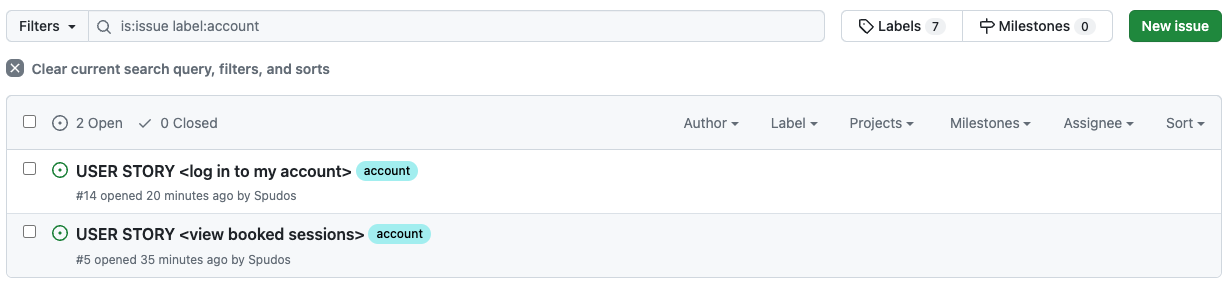 Filters
is:issue label:account
Labels 7
Milestones 0
New issue
Clear current search query, filters, and sorts
2 Open 0 Closed Author Label Projects Milestones Assignee Sort
USER STORY <log in to my account> account
#14 opened 20 minutes ago by Spudos
USER STORY <view booked sessions> account
#5 opened 35 minutes ago by Spudos